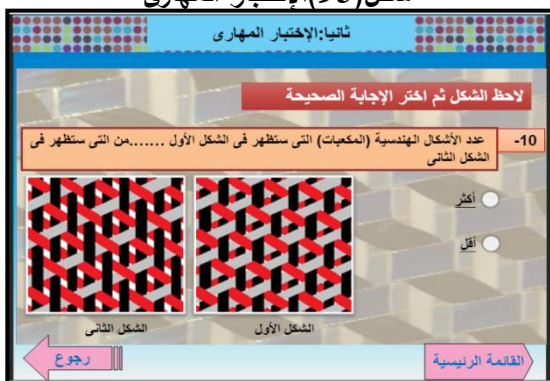 ثانيا:الإختبار المهارى
لاحظ الشكل ثم اختر الإجابة الصحيحة
10- عدد الأشكال الهندسية (المكعبات) التى ستظهر فى الشكل الأول .......من التى ستظهر فى
الشكل الثانى
أكثر
أقل
الشكل الأول
الشكل الثانى
القائمة الرئيسية
رجوع